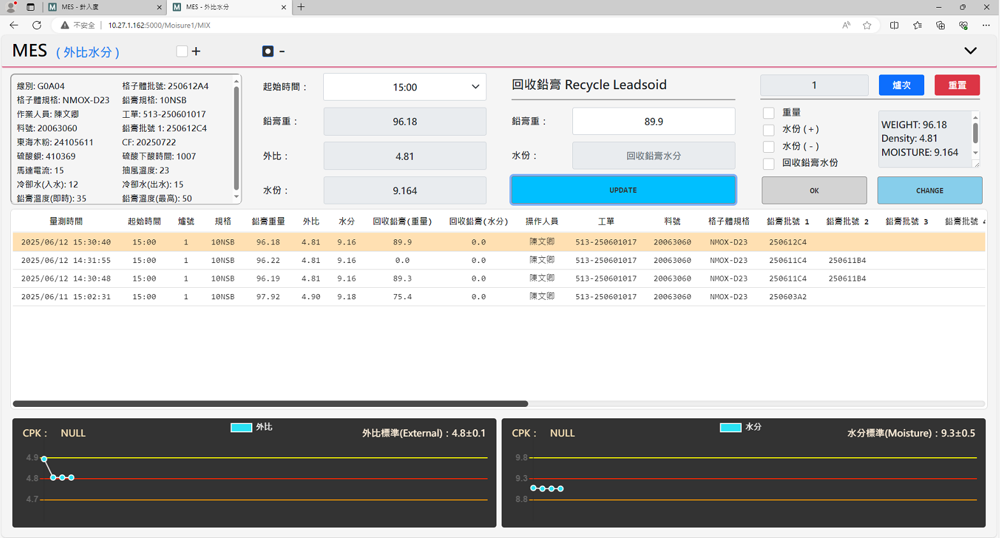 MES - 針入度
MES - 外比水分
不安全
10.27.1.162:5000/Moisure1/MIX
MES ( 外比水分 )
+
-
線別: G0A04 格子體批號: 250612A4
格子體規格: NMOX-D23 鉛膏規格: 10NSB
作業人員: 陳文卿 工單: 513-250601017
料號: 20063060 鉛膏批號 1: 250612C4
東海木粉: 24105611 CF: 20250722
硫酸鋇: 410369 硫酸下酸時間: 1007
馬達電流: 15 抽風溫度: 23
冷卻水(入水): 12 冷卻水(出水): 15
鉛膏溫度(即時): 35 鉛膏溫度(最高): 50
起始時間 : 15:00
鉛膏重 : 96.18
外比 : 4.81
水份 : 9.164
回收鉛膏 Recycle Leadsoid
鉛膏重 : 89.9
水份 : 回收鉛膏水分
UPDATE
1 爐次 重置
重量
水份 ( + )
水份 ( - )
回收鉛膏水份
WEIGHT: 96.18
Density: 4.81
MOISTURE: 9.164
OK CHANGE
量測時間 起始時間 爐號 規格 鉛膏重量 外比 水分 回收鉛膏(重量) 回收鉛膏(水分) 操作人員 工單 料號 格子體規格 鉛膏批號 1 鉛膏批號 2 鉛膏批號 3 鉛膏批號 4
2025/06/12 15:30:40 15:00 1 10NSB 96.18 4.81 9.16 89.9 0.0 陳文卿 513-250601017 20063060 NMOX-D23 250612C4
2025/06/12 14:31:55 15:00 1 10NSB 96.22 4.81 9.16 0.0 0.0 陳文卿 513-250601017 20063060 NMOX-D23 250611C4 250611B4
2025/06/12 14:30:48 15:00 1 10NSB 96.19 4.81 9.16 89.3 0.0 陳文卿 513-250601017 20063060 NMOX-D23 250611C4 250611B4
2025/06/11 15:02:31 15:00 1 10NSB 97.92 4.90 9.18 75.4 0.0 陳文卿 513-250601017 20063060 NMOX-D23 250603A2
外比
CPK : NULL 外比標準(External) : 4.8±0.1
4.9
4.8
4.7
水分
CPK : NULL 水分標準(Moisture) : 9.3±0.5
9.8
9.3
8.8